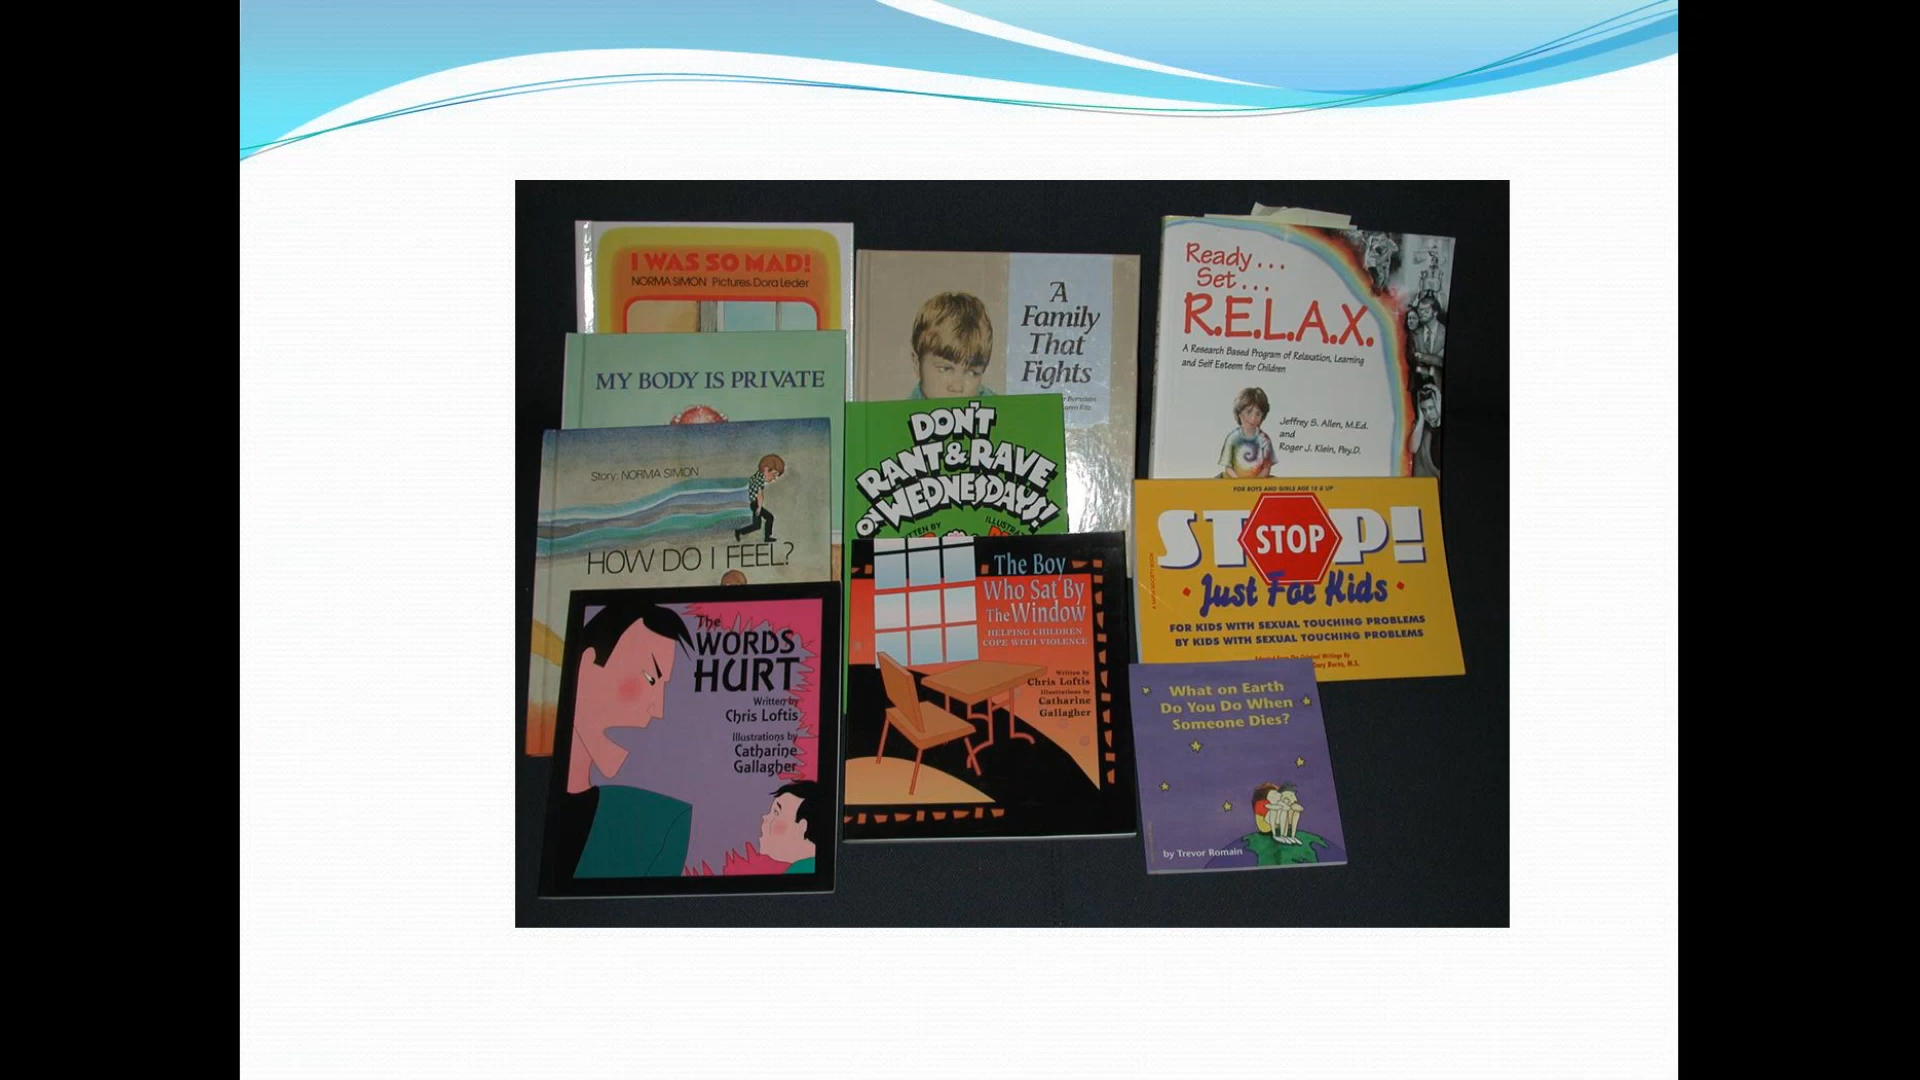 I WAS SO MAD!
NORMA SIMON Pictures Dora Leder
MY BODY IS PRIVATE
Story: NORMA SIMON
HOW DO I FEEL?
The
WORDS
HURT
Written by
Chris Loftis
Illustrations by
Catharine
Gallagher
A
Family
That
Fights
DON'T
RANT & RAVE
ON WEDNESDAYS!
The Boy
Who Sat By
The Window
HELPING CHILDREN
COPE WITH VIOLENCE
Written by
Chris Loftis
Illustrations by
Catharine
Gallagher
Ready...
Set...
R.E.L.A.X.
A Research Based Program of Relaxation, Learning
and Self Esteem for Children
Jeffrey S. Allen, M.Ed.
and
Roger J. Klein, Psy.D.
FOR BOYS AND GIRLS AGE 10 & UP
STOP!
STOP
Just For Kids
FOR KIDS WITH SEXUAL TOUCHING PROBLEMS
BY KIDS WITH SEXUAL TOUCHING PROBLEMS
What on Earth
Do You Do When
Someone Dies?
by Trevor Romain